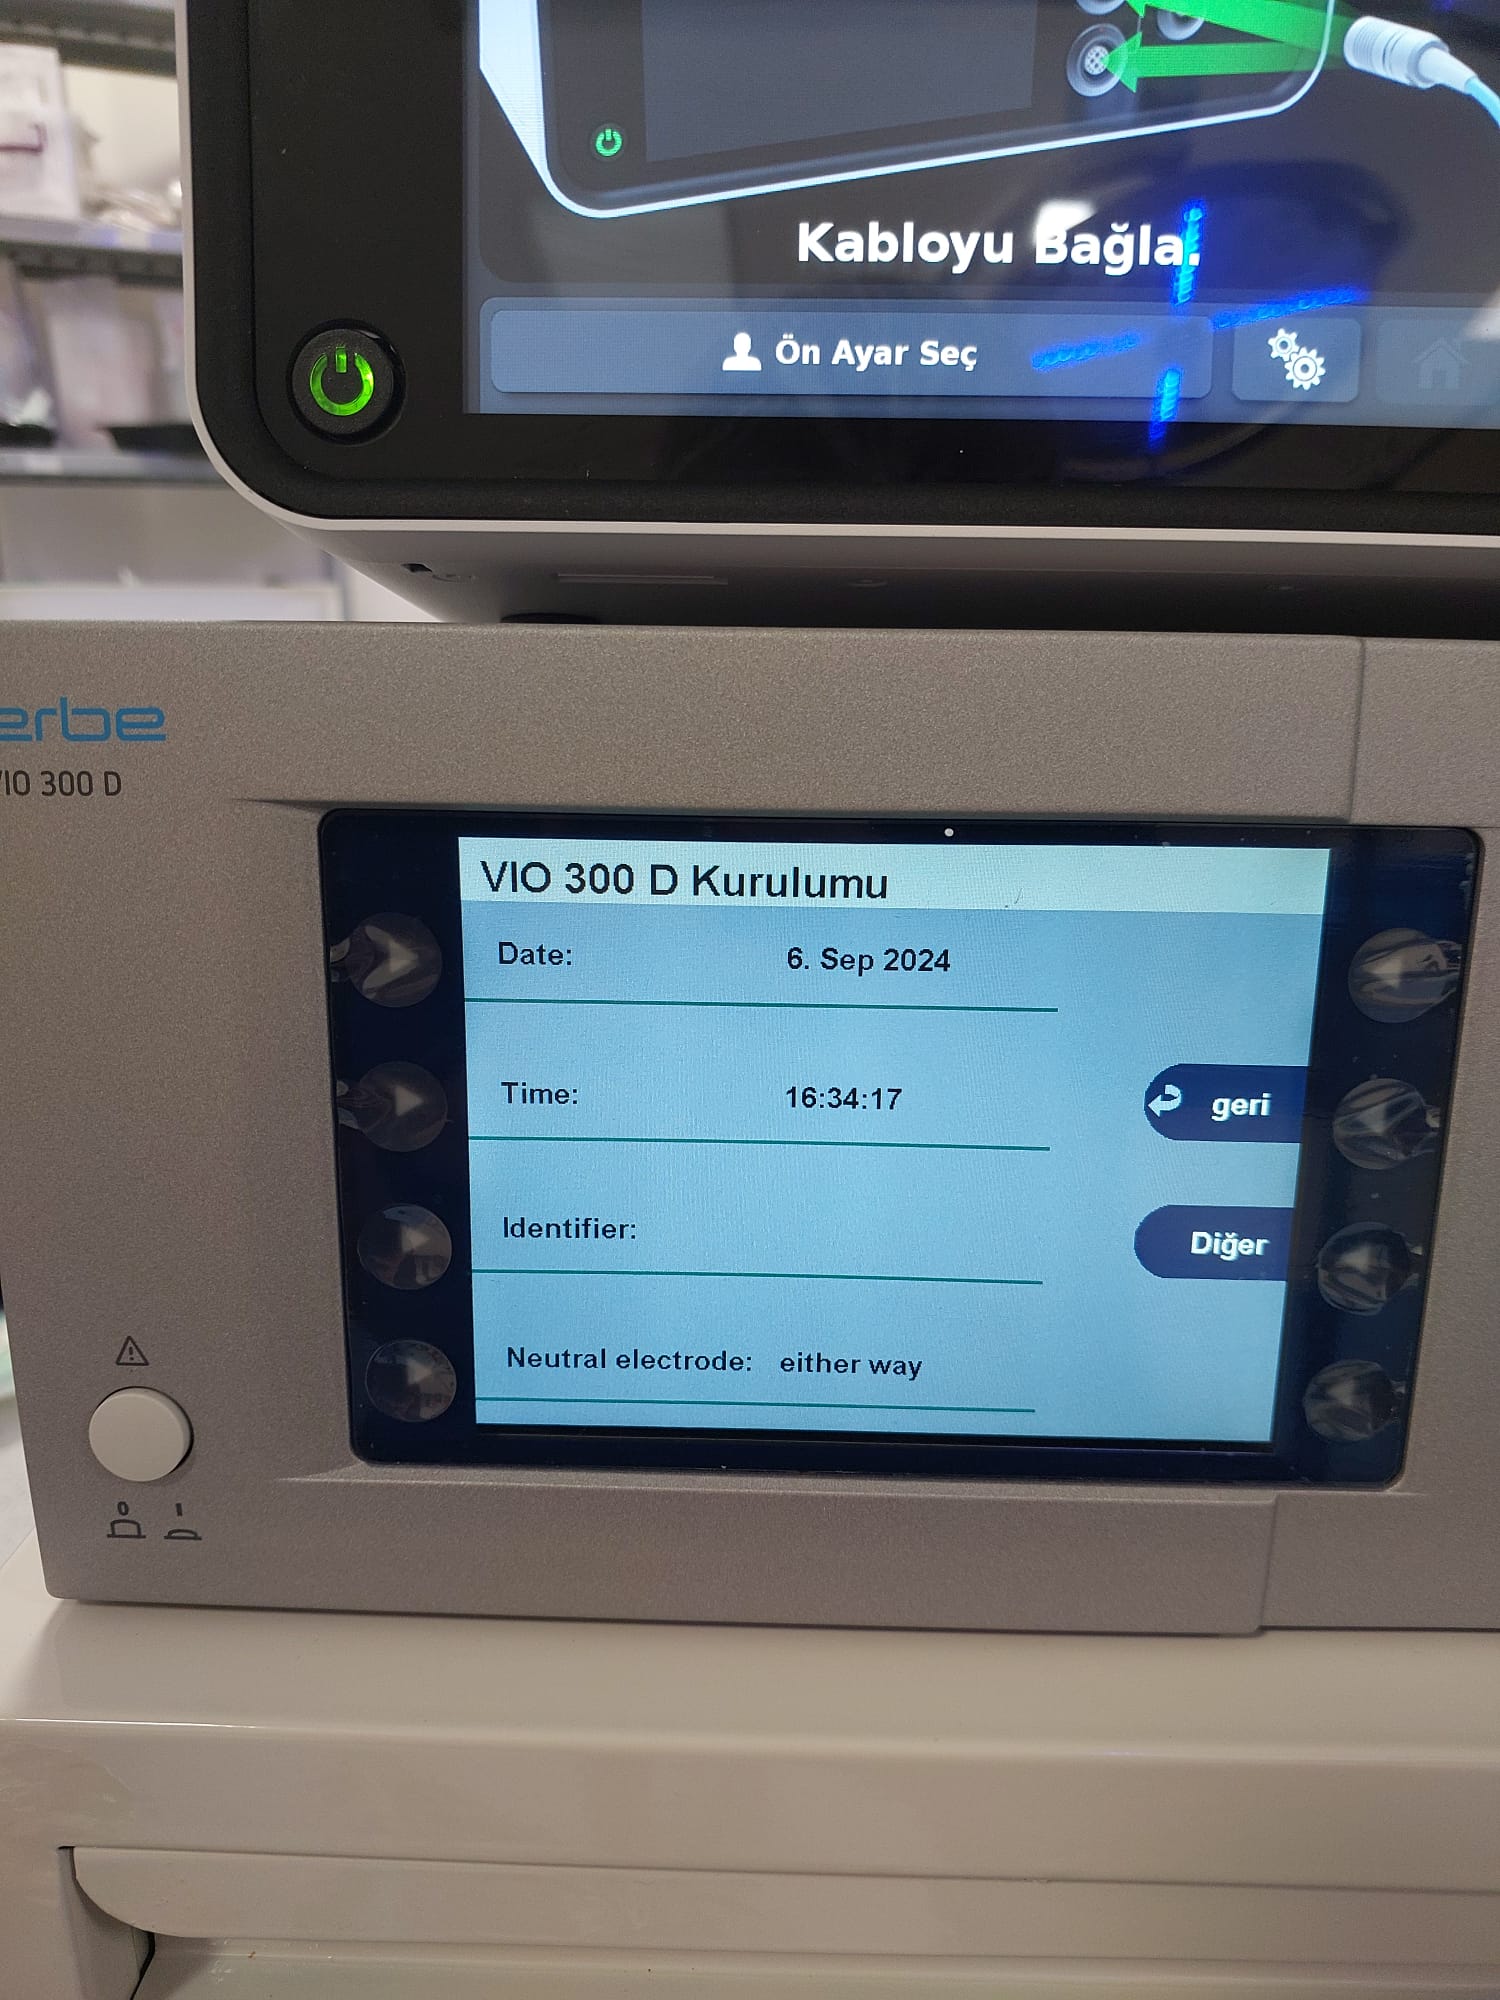 Kabloyu Bağla.
Ön Ayar Seç
erbe
VIO 300 D
VIO 300 D Kurulumu
Date: 6. Sep 2024
Time: 16:34:17
geri
Identifier:
Diğer
Neutral electrode: either way
0 I